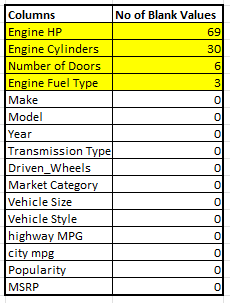 Columns No of Blank Values
Engine HP 69
Engine Cylinders 30
Number of Doors 6
Engine Fuel Type 3
Make 0
Model 0
Year 0
Transmission Type 0
Driven_Wheels 0
Market Category 0
Vehicle Size 0
Vehicle Style 0
highway MPG 0
city mpg 0
Popularity 0
MSRP 0